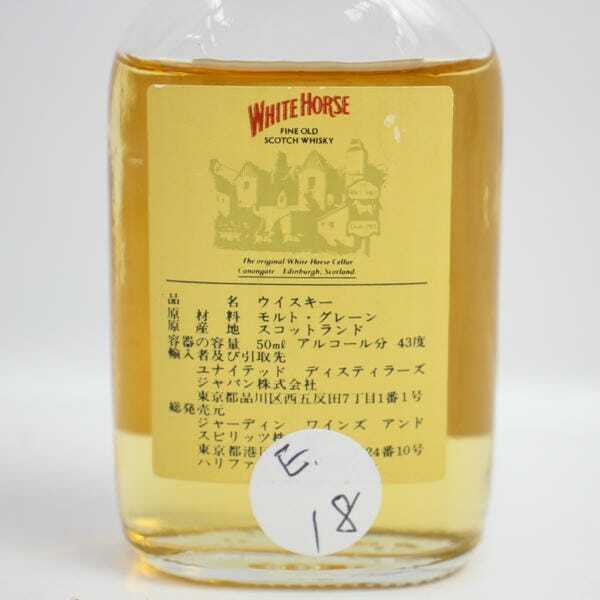 WHITE HORSE
FINE OLD
SCOTCH WHISKY
The original White Horse Cellar
Canongate Edinburgh, Scotland
品 名 ウイスキー
原 材 料 モルト・グレーン
原 産 地 スコットランド
容器の容量 50ml アルコール分 43度
輸入者及び引取先
ユナイテッド ディスティラーズ
ジャパン株式会社
東京都品川区西五反田7丁目1番1号
総発売元
ジャーディン ワインズ アンド
スピリッツ株
東京都港 24番10号
ハリファ
E.
18